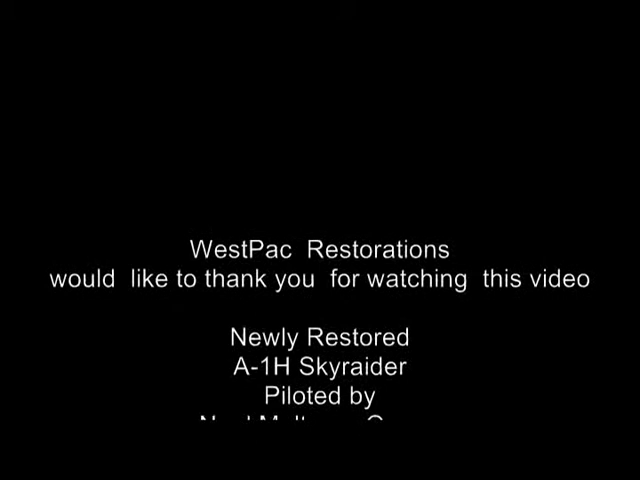 WestPac Restorations
would like to thank you for watching this video
Newly Restored
A-1H Skyraider
Piloted by